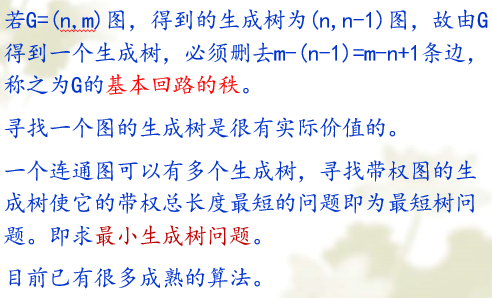 若G=(n,m)图，得到的生成树为(n,n-1)图，故由G
得到一个生成树，必须删去m-(n-1)=m-n+1条边，
称之为G的基本回路的秩。
寻找一个图的生成树是很有实际价值的。
一个连通图可以有多个生成树，寻找带权图的生
成树使它的带权总长度最短的问题即为最短树问
题。即求最小生成树问题。
目前已有很多成熟的算法。